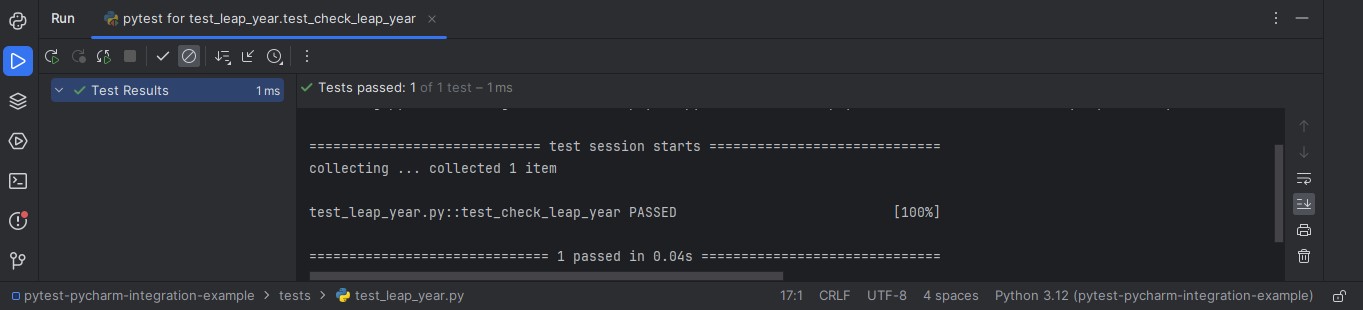 Run pytest for test_leap_year.test_check_leap_year
Test Results 1 ms
Tests passed: 1 of 1 test – 1 ms
============================= test session starts =============================
collecting ... collected 1 item
test_leap_year.py::test_check_leap_year PASSED [100%]
============================== 1 passed in 0.04s ==============================
pytest-pycharm-integration-example > tests > test_leap_year.py 17:1 CRLF UTF-8 4 spaces Python 3.12 (pytest-pycharm-integration-example)